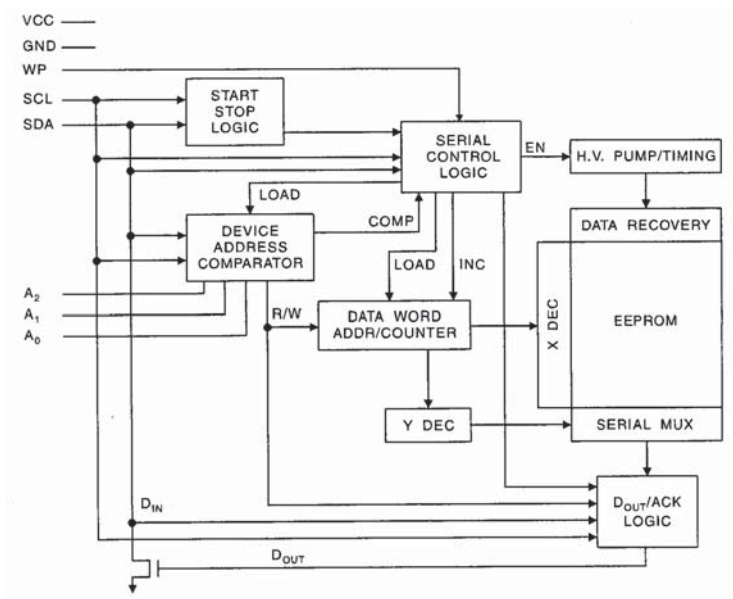 VCC
GND
WP
SCL
SDA
START
STOP
LOGIC
SERIAL
CONTROL
LOGIC
EN
H.V. PUMP/TIMING
LOAD
COMP
DEVICE
ADDRESS
COMPARATOR
DATA RECOVERY
LOAD
INC
A2
A1
A0
R/W
DATA WORD
ADDR/COUNTER
X DEC
EEPROM
Y DEC
SERIAL MUX
DIN
DOUT/ACK
LOGIC
DOUT